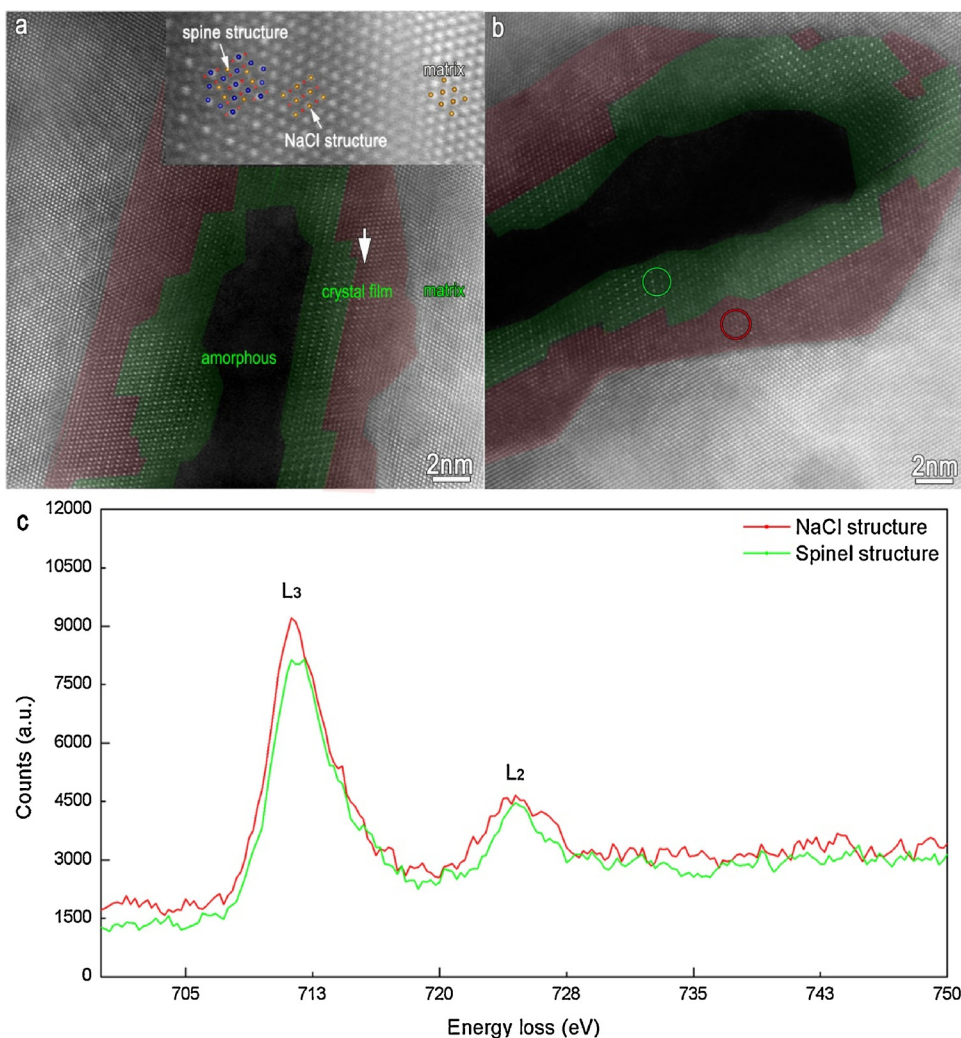 a
spine structure
matrix
NaCl structure
crystal film
matrix
amorphous
2nm
b
2nm
c
12000
10500
9000
7500
6000
4500
3000
1500
0
Counts (a.u.)
NaCl structure
Spinel structure
L3
L2
705
713
720
728
735
743
750
Energy loss (eV)